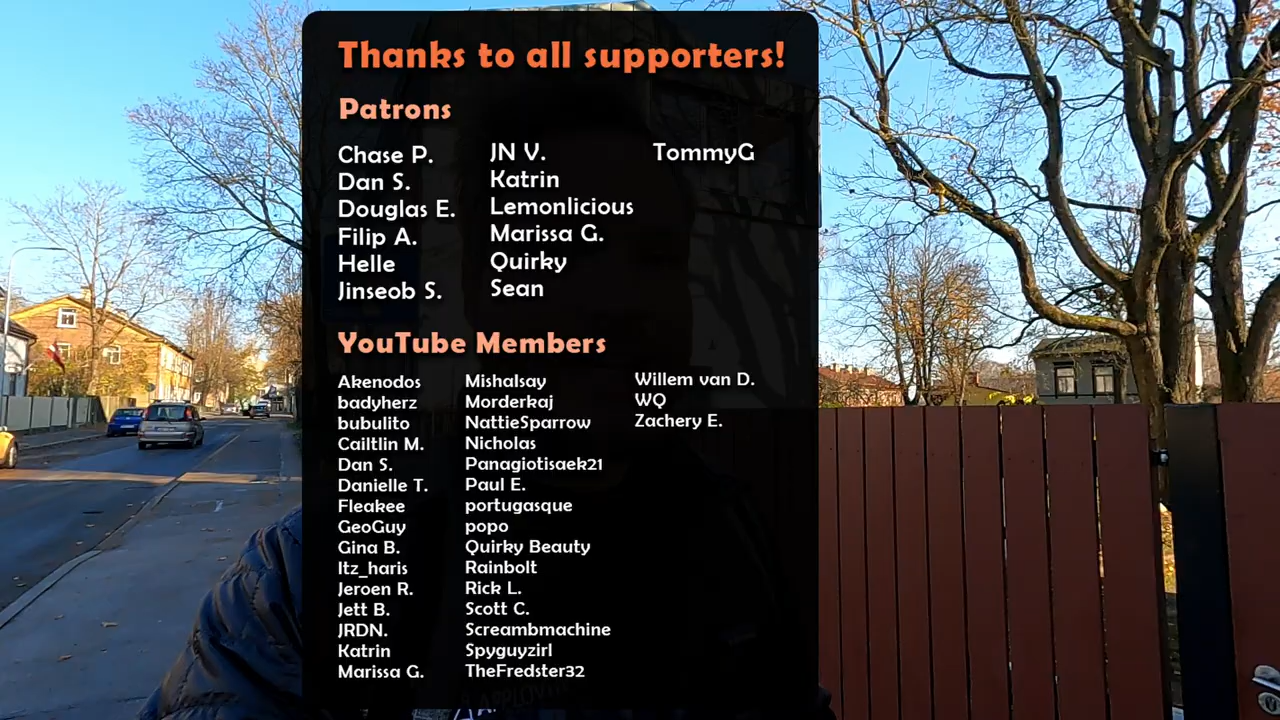 Thanks to all supporters!
Patrons
Chase P.
Dan S.
Douglas E.
Filip A.
Helle
Jinseob S.
JN V.
Katrin
Lemonlicious
Marissa G.
Quirky
Sean
TommyG
YouTube Members
Akenodos
badyherz
bubulito
Cailtlin M.
Dan S.
Danielle T.
Fleakee
GeoGuy
Gina B.
Itz_haris
Jeroen R.
Jett B.
JRDN.
Katrin
Marissa G.
Mishalsay
Morderkaj
NattieSparrow
Nicholas
Panagiotisaek21
Paul E.
portugasque
popo
Quirky Beauty
Rainbolt
Rick L.
Scott C.
Screambmachine
Spyguyzirl
TheFredster32
Willem van D.
WQ
Zachery E.